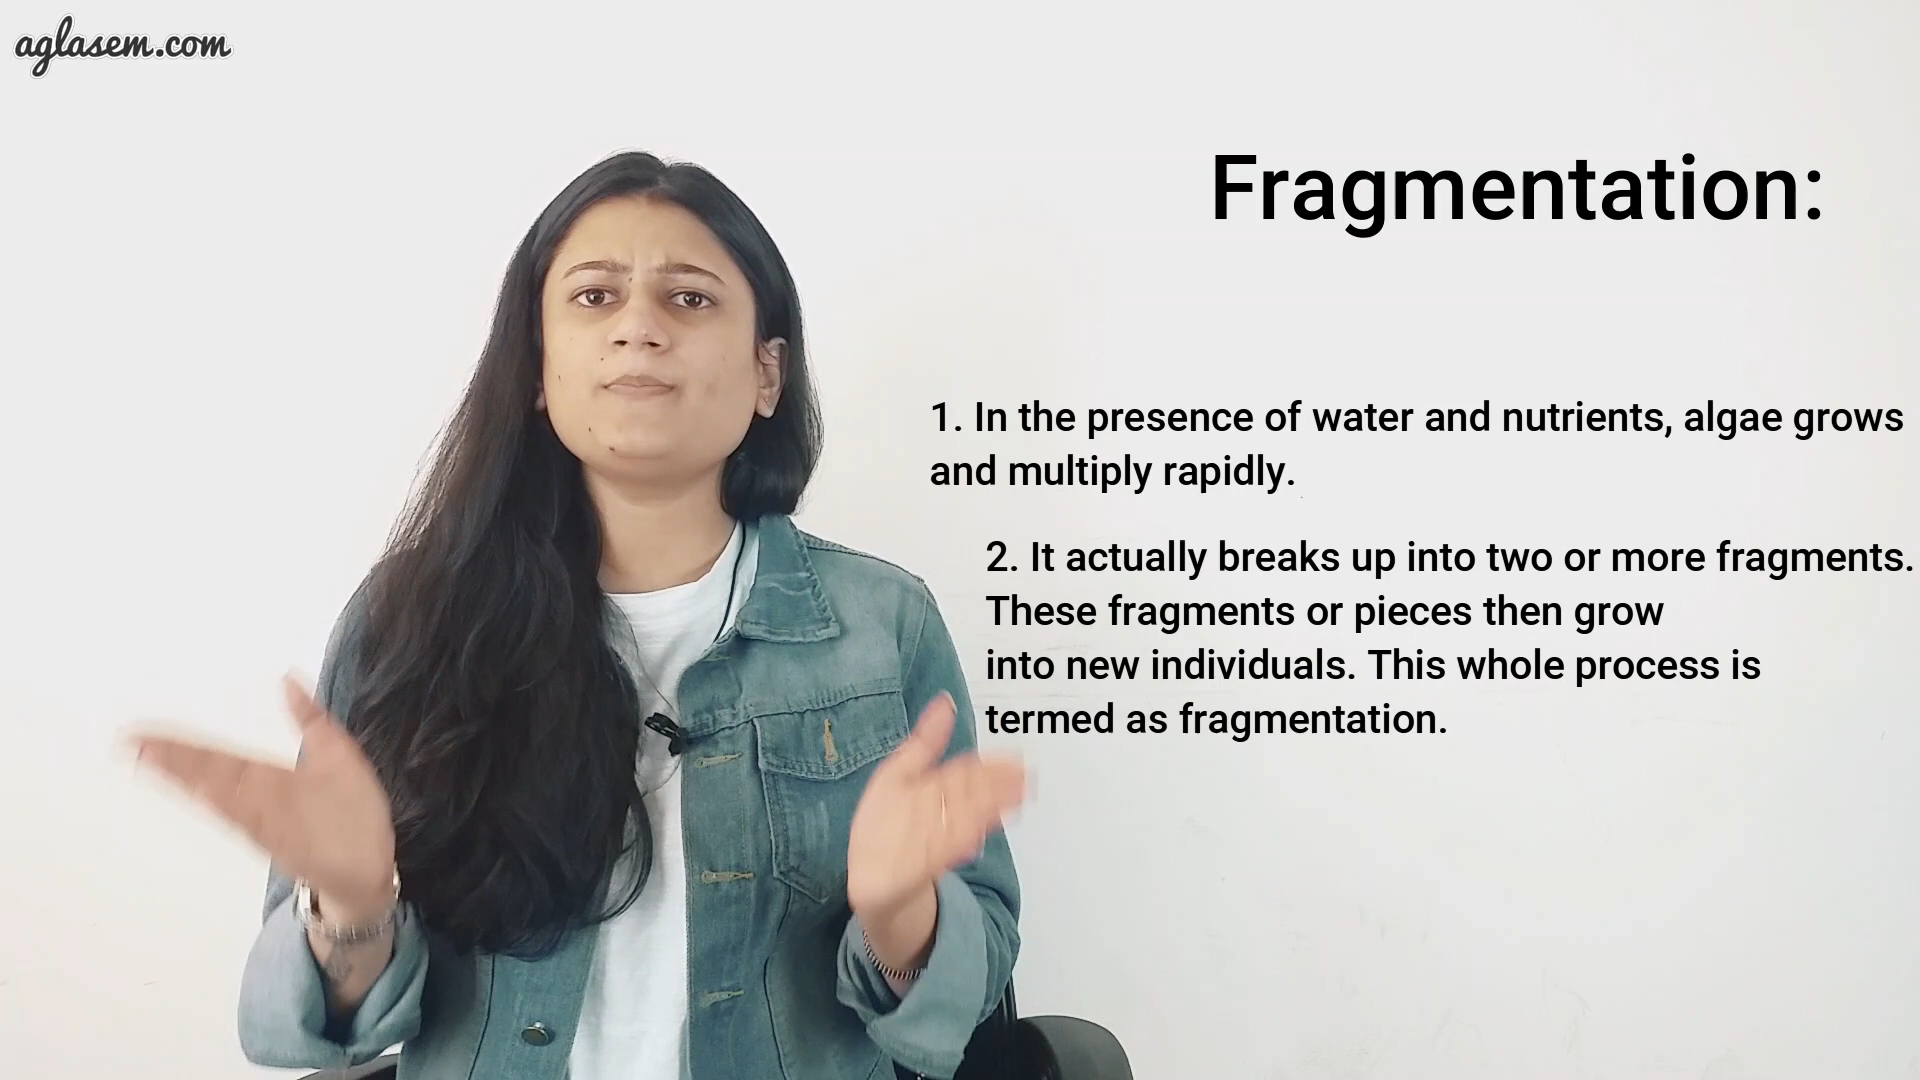 aglasem.com
Fragmentation:
1. In the presence of water and nutrients, algae grows
and multiply rapidly.
2. It actually breaks up into two or more fragments.
These fragments or pieces then grow
into new individuals. This whole process is
termed as fragmentation.